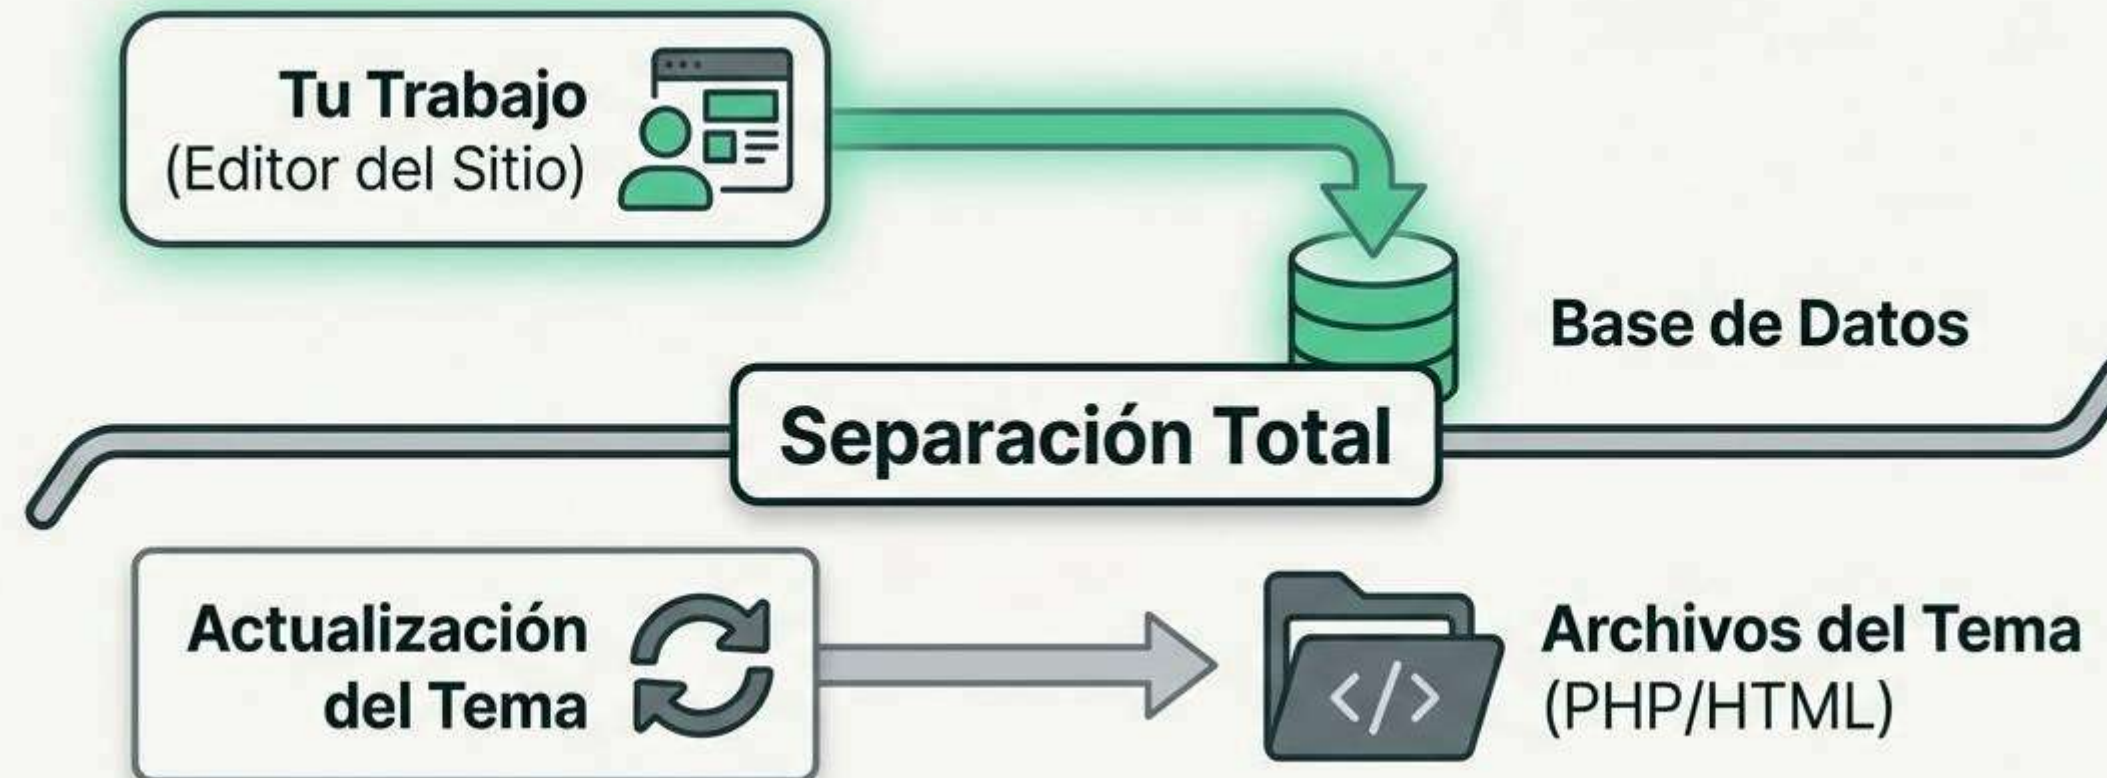 Tu Trabajo
(Editor del Sitio)
Base de Datos
Separación Total
Actualización
del Tema
Archivos del Tema
(PHP/HTML)